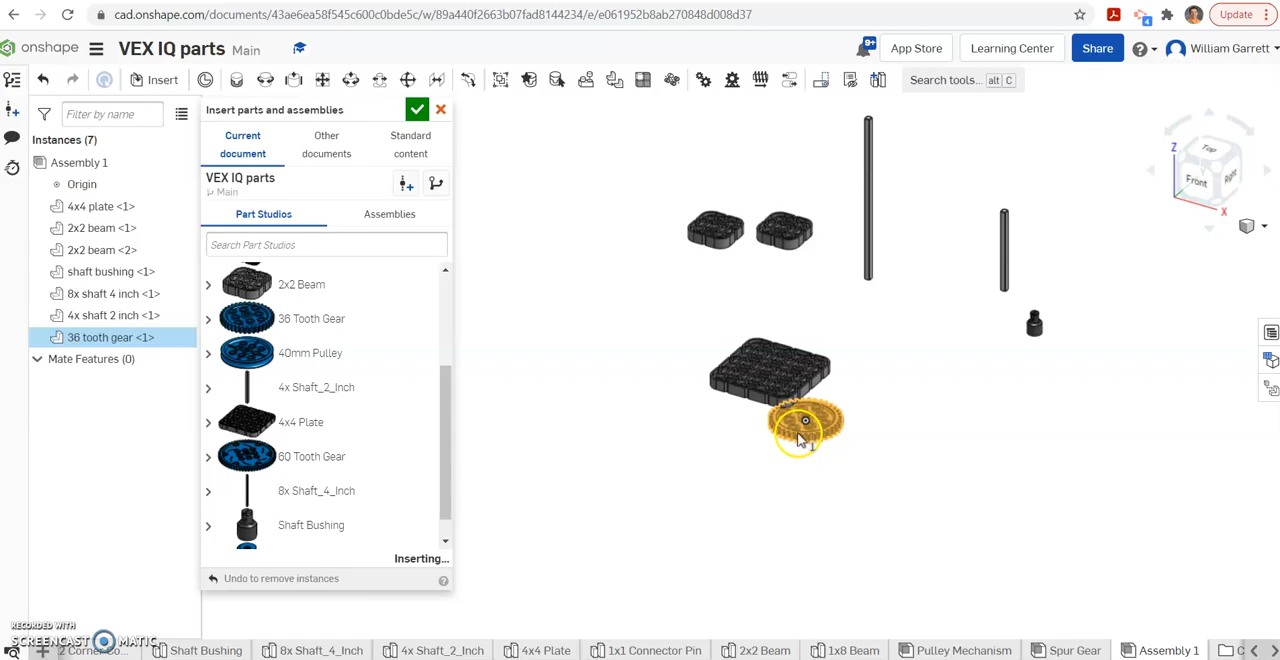 cad.onshape.com/documents/43ae6ea58f545c600c0bde5c/w/d3a440f2663b07fad8144234/e/e061952b8ab270848d008d37
Update
onshape
VEX IQ parts
Main
9+
App Store
Learning Center
Share
William Garrett
Insert
Search tools...
alt
C
Filter by name
Instances (7)
Assembly 1
Origin
4x4 plate <1>
2x2 beam <1>
2x2 beam <2>
shaft bushing <1>
8x shaft 4 inch <1>
4x shaft 2 inch <1>
36 tooth gear <1>
Mate Features (0)
Insert parts and assemblies
Current document
Other documents
Standard content
VEX IQ parts
Main
Part Studios
Assemblies
Search Part Studios
2x2 Beam
36 Tooth Gear
40mm Pulley
4x Shaft_2_Inch
4x4 Plate
60 Tooth Gear
8x Shaft_4_Inch
Shaft Bushing
Inserting...
Undo to remove instances
Z
Top
Front
Right
X
RECORDED WITH
SCREENCAST MATIC
2 Corner Co...
Shaft Bushing
8x Shaft_4_Inch
4x Shaft_2_Inch
4x4 Plate
1x1 Connector Pin
2x2 Beam
1x8 Beam
Pulley Mechanism
Spur Gear
Assembly 1